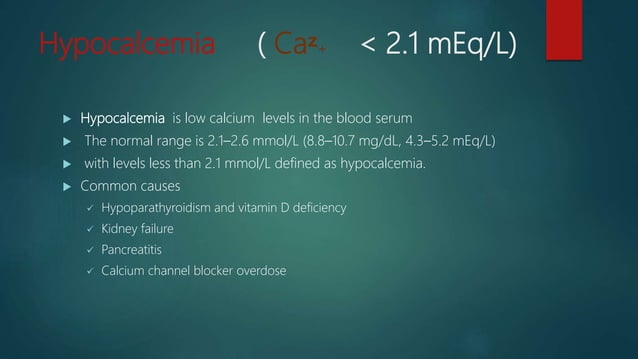 Hypocalcemia ( Ca²+ < 2.1 mEq/L)
Hypocalcemia is low calcium levels in the blood serum
The normal range is 2.1–2.6 mmol/L (8.8–10.7 mg/dL, 4.3–5.2 mEq/L)
with levels less than 2.1 mmol/L defined as hypocalcemia.
Common causes
Hypoparathyroidism and vitamin D deficiency
Kidney failure
Pancreatitis
Calcium channel blocker overdose